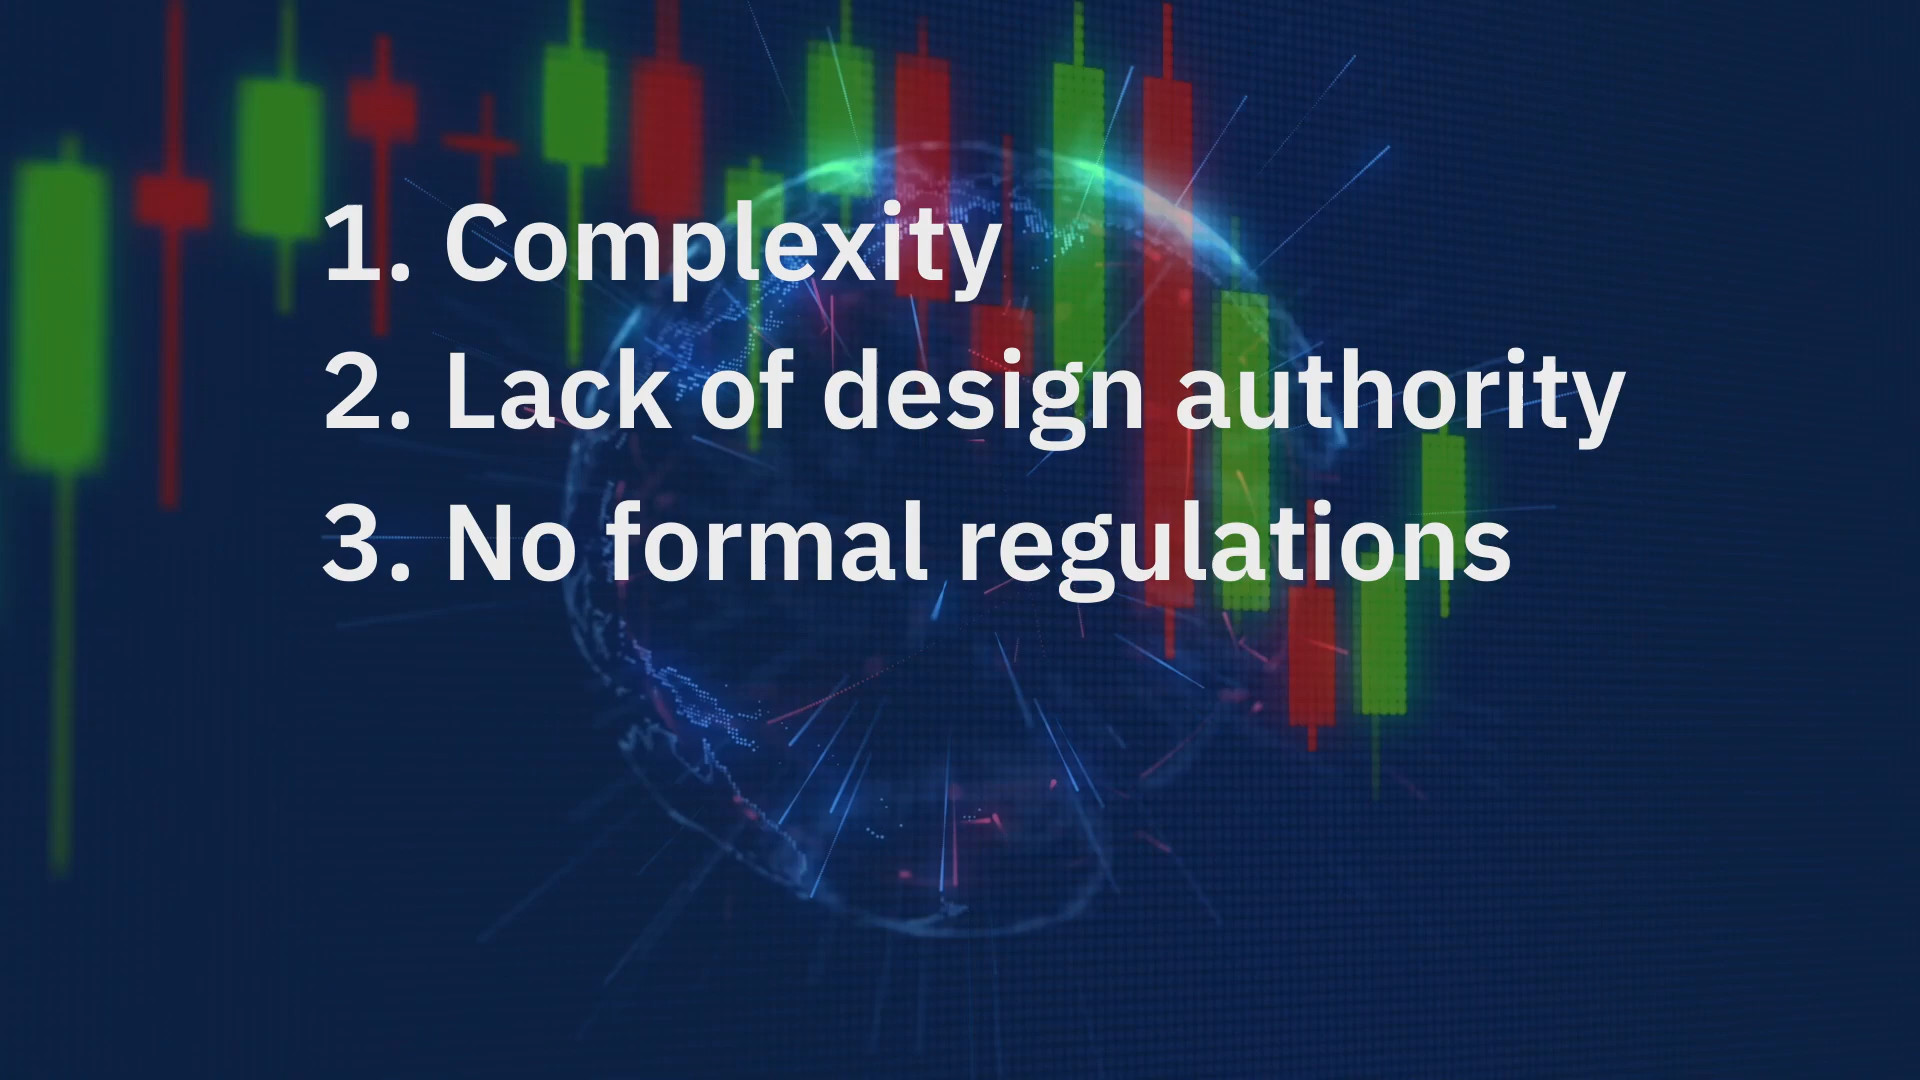 1. Complexity
2. Lack of design authority
3. No formal regulations